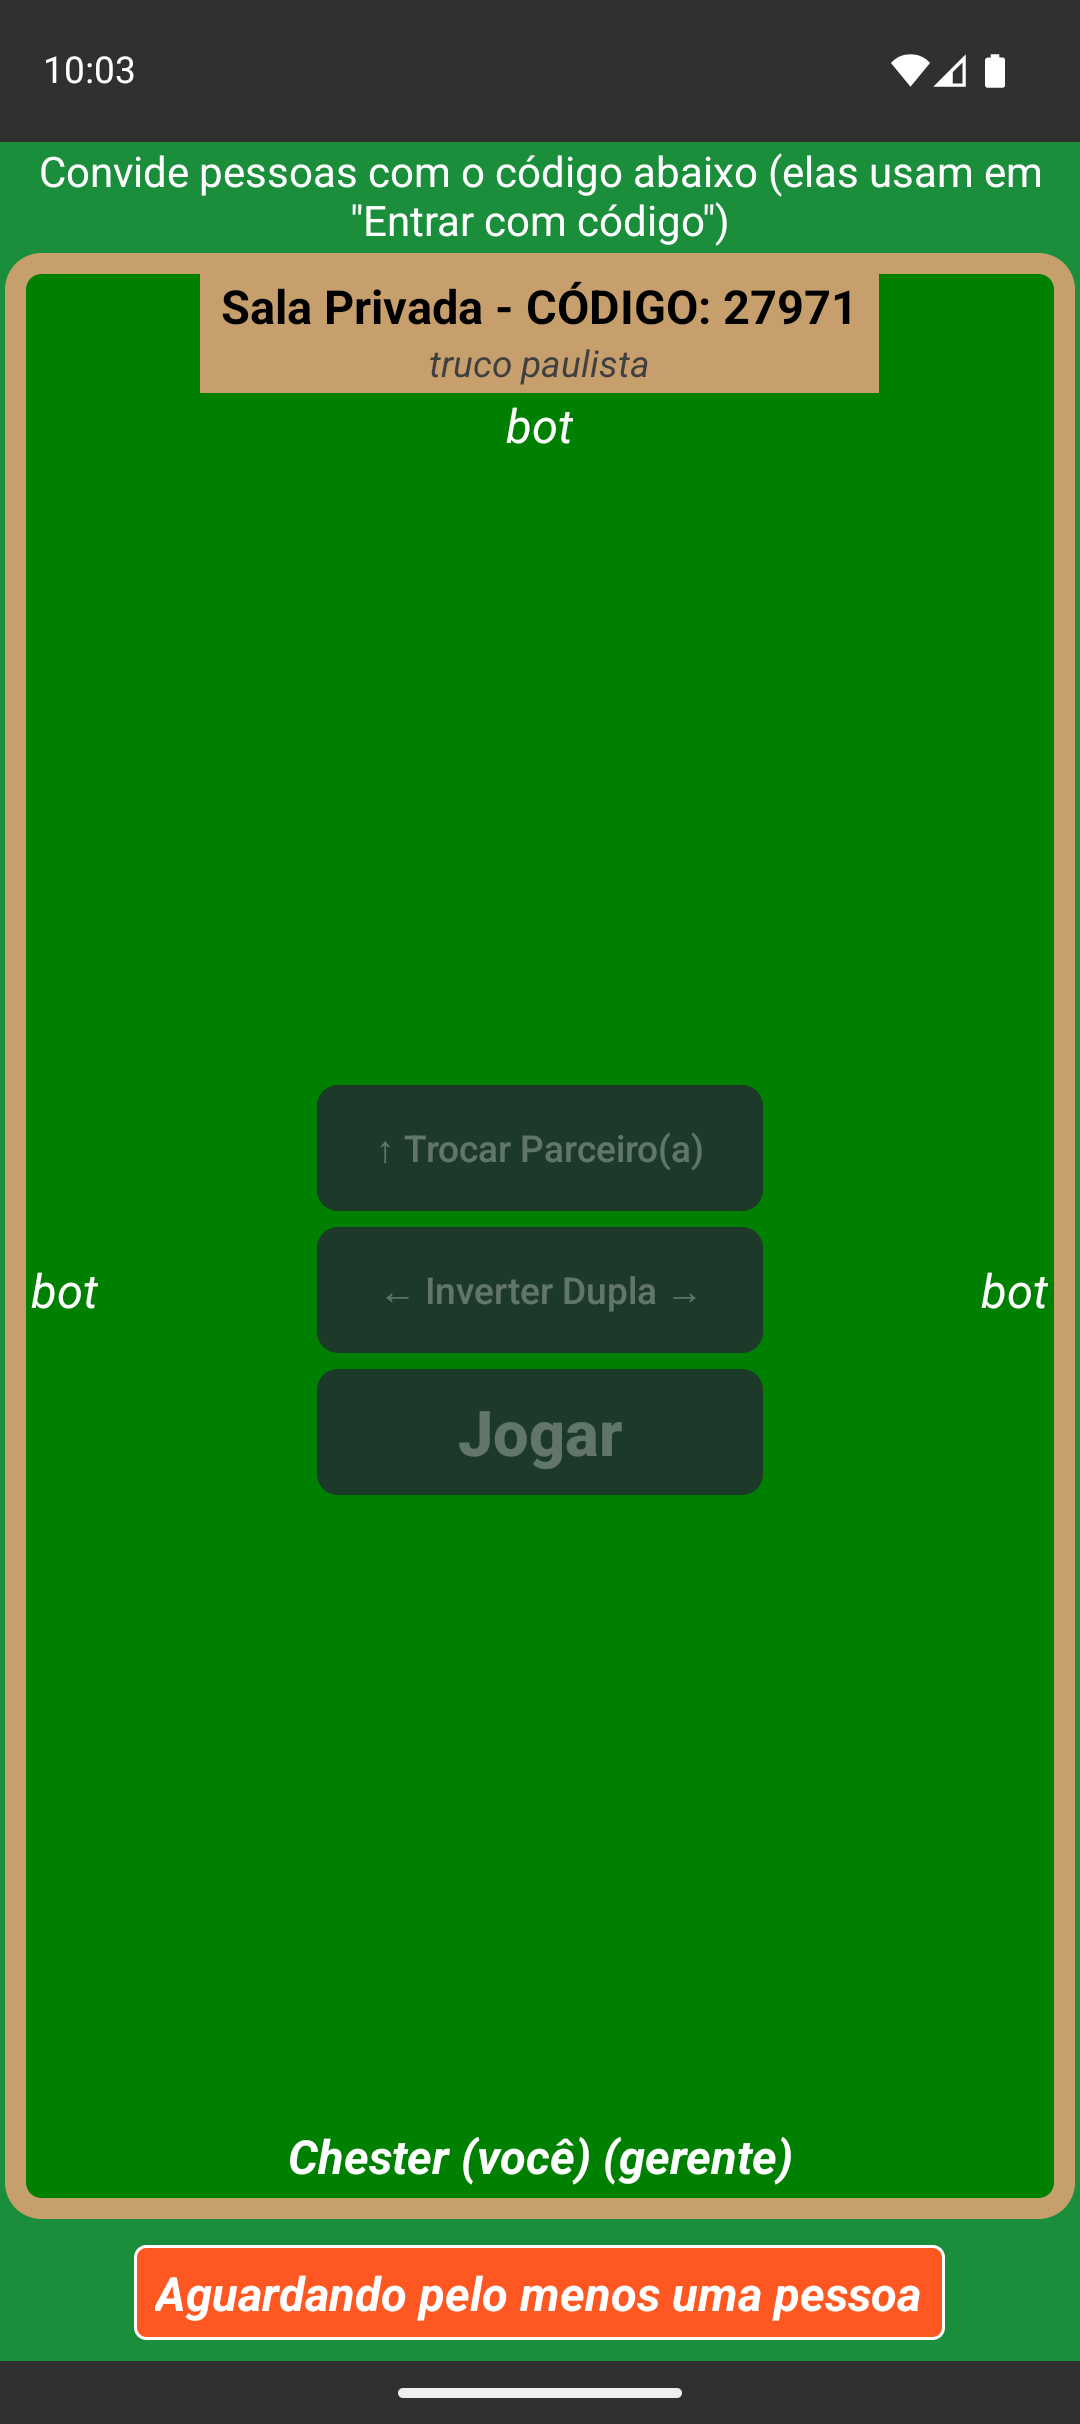 10:03
Convide pessoas com o código abaixo (elas usam em
"Entrar com código")
Sala Privada - CÓDIGO: 27971
truco paulista
bot
↑ Trocar Parceiro(a)
bot
← Inverter Dupla →
bot
Jogar
Chester (você) (gerente)
Aguardando pelo menos uma pessoa